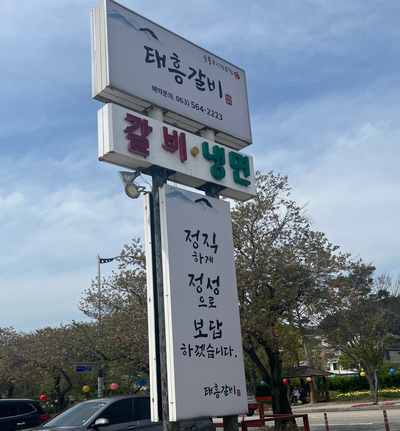 태흥갈비
예약문의. 063) 564-2223
갈비·냉면
정직
하게
정성
으로
보답
하겠습니다.
태흥갈비